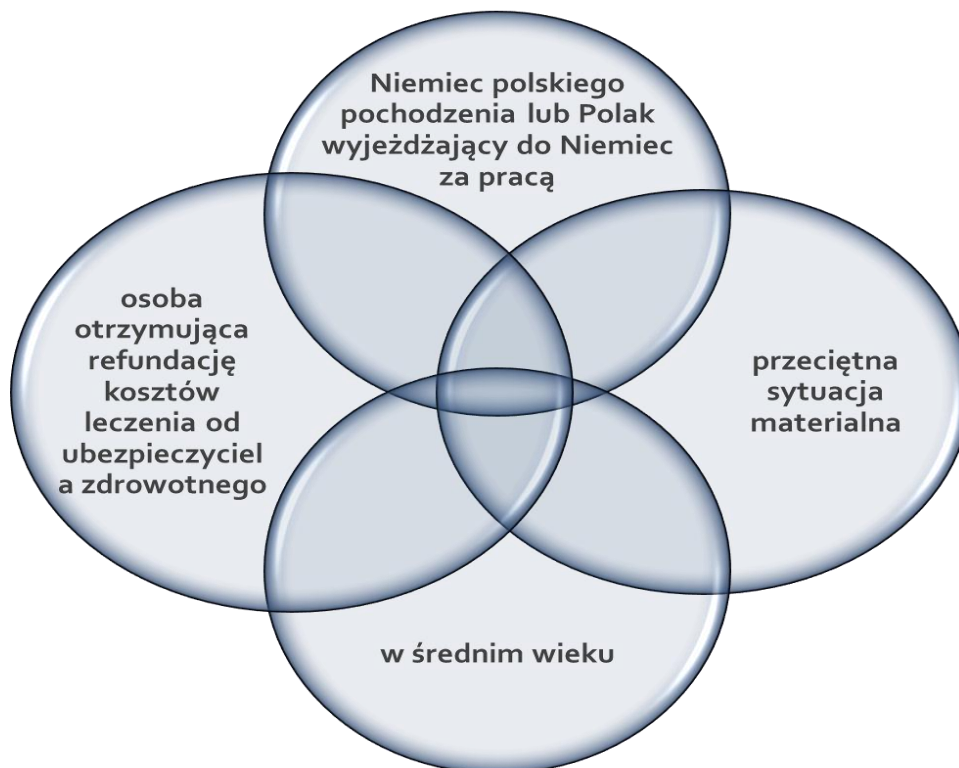 Niemiec polskiego
pochodzenia lub Polak
wyjeżdżający do Niemiec
za pracą
osoba
otrzymująca
refundację
kosztów
leczenia od
ubezpieczyciel
a zdrowotnego
przeciętna
sytuacja
materialna
w średnim wieku